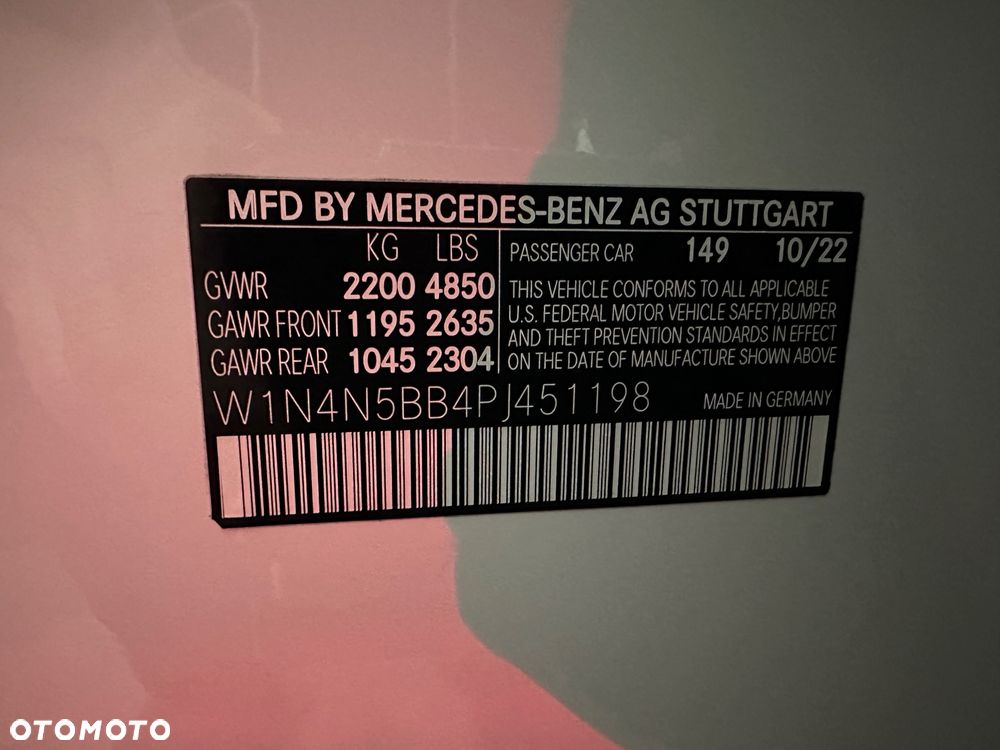 MFD BY MERCEDES-BENZ AG STUTTGART
KG LBS
GVWR 2200 4850
GAWR FRONT 1195 2635
GAWR REAR 1045 2304
PASSENGER CAR 149 10/22
THIS VEHICLE CONFORMS TO ALL APPLICABLE
U.S. FEDERAL MOTOR VEHICLE SAFETY,BUMPER
AND THEFT PREVENTION STANDARDS IN EFFECT
ON THE DATE OF MANUFACTURE SHOWN ABOVE
W1N4N5BB4PJ451198 MADE IN GERMANY
OTOMOTO